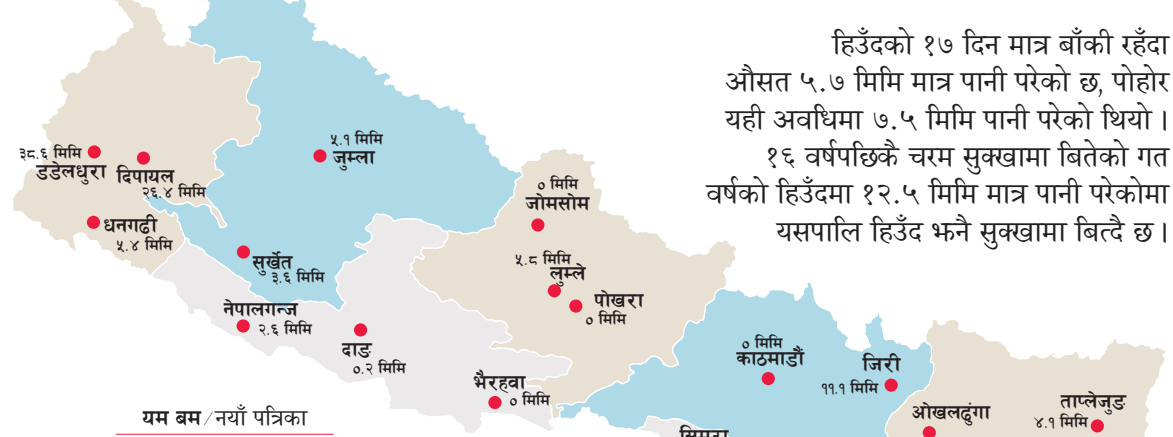 हिउँदको १७ दिन मात्र बाँकी रहँदा
औसत ५.७ मिमि मात्र पानी परेको छ, पोहोर
यही अवधिमा ७.५ मिमि पानी परेको थियो ।
१६ वर्षपछिकै चरम सुक्खामा बितेको गत
वर्षको हिउँदमा १२.५ मिमि मात्र पानी परेकोमा
यसपालि हिउँद झनै सुक्खामा बित्दै छ ।
३८.६ मिमि
डडेलधुरा
दिपायल
२६.४ मिमि
धनगढी
५.४ मिमि
५.१ मिमि
जुम्ला
सुर्खेत
३.६ मिमि
० मिमि
जोमसोम
५.८ मिमि
लुम्ले
पोखरा
० मिमि
नेपालगन्ज
२.६ मिमि
दाङ
०.२ मिमि
भैरहवा
० मिमि
० मिमि
काठमाडौं
जिरी
११.१ मिमि
ओखलढुंगा
ताप्लेजुङ
४.१ मिमि
यम बम/नयाँ पत्रिका